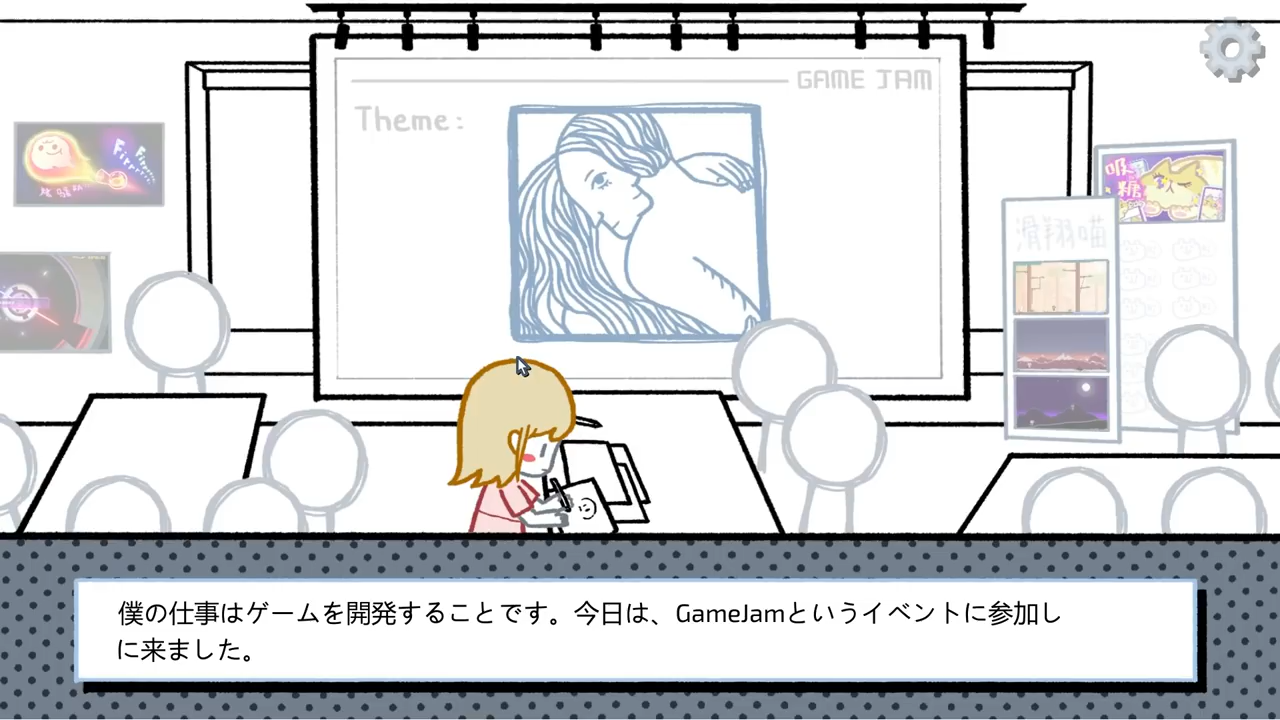 GAME JAM
Theme:
吸糖
滑翔喵
僕の仕事はゲームを開発することです。今日は、GameJamというイベントに参加し
に来ました。